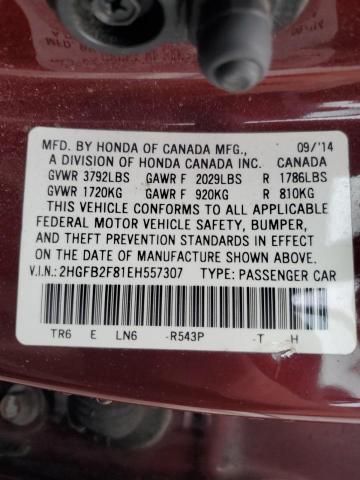 MFD. BY HONDA OF CANADA MFG., 09/'14
A DIVISION OF HONDA CANADA INC. CANADA
GVWR 3792LBS GAWR F 2029LBS R 1786LBS
GVWR 1720KG GAWR F 920KG R 810KG
THIS VEHICLE CONFORMS TO ALL APPLICABLE
FEDERAL MOTOR VEHICLE SAFETY, BUMPER,
AND THEFT PREVENTION STANDARDS IN EFFECT
ON THE DATE OF MANUFACTURE SHOWN ABOVE.
V.I.N.: 2HGFB2F81EH557307 TYPE: PASSENGER CAR
TR6 E LN6 -R543P -T -H